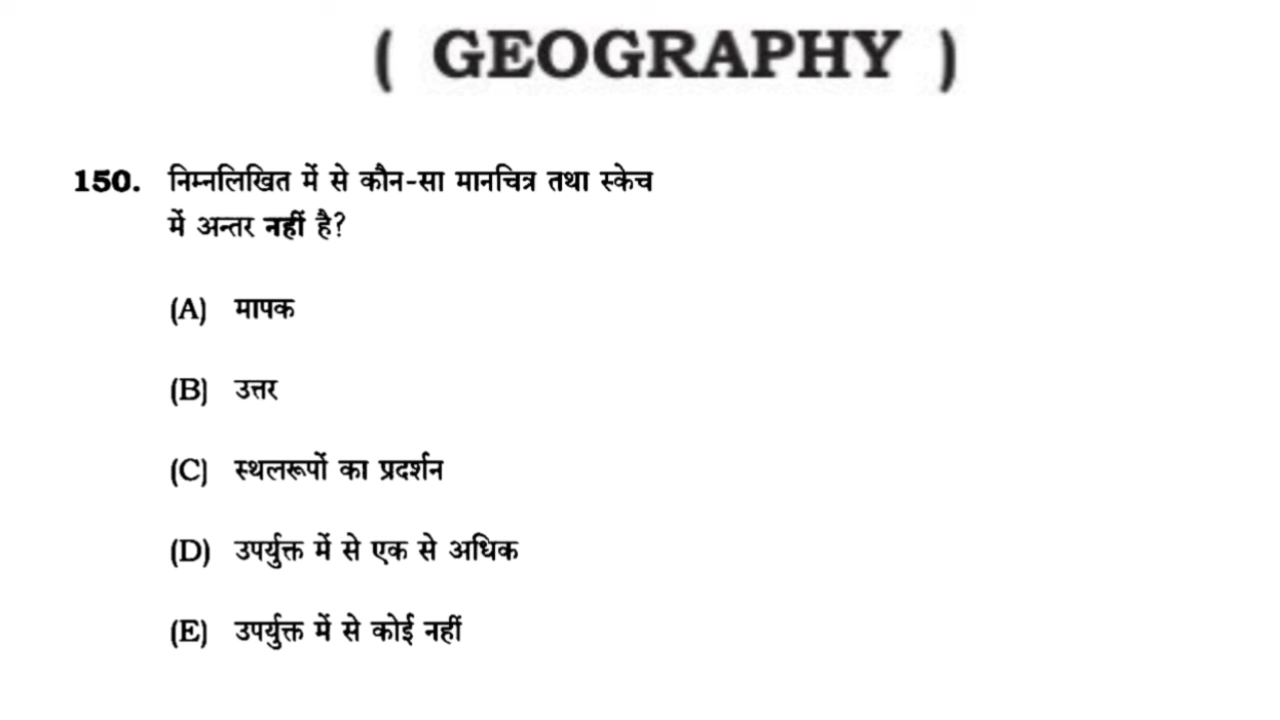 ( GEOGRAPHY )
150. निम्नलिखित में से कौन-सा मानचित्र तथा स्केच
में अन्तर नहीं है?
(A) मापक
(B) उत्तर
(C) स्थलरूपों का प्रदर्शन
(D) उपर्युक्त में से एक से अधिक
(E) उपर्युक्त में से कोई नहीं